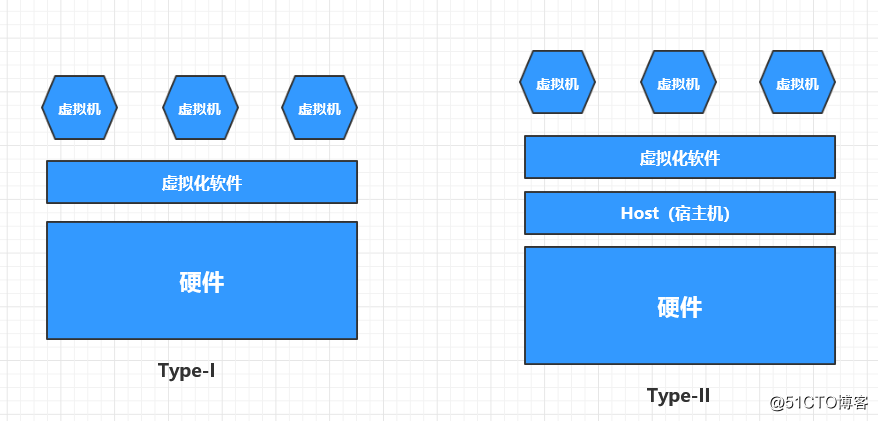 虚拟机 虚拟机 虚拟机
虚拟化软件
硬件
Type-I
虚拟机 虚拟机 虚拟机
虚拟化软件
Host（宿主机）
硬件
Type-II
@51CTO博客